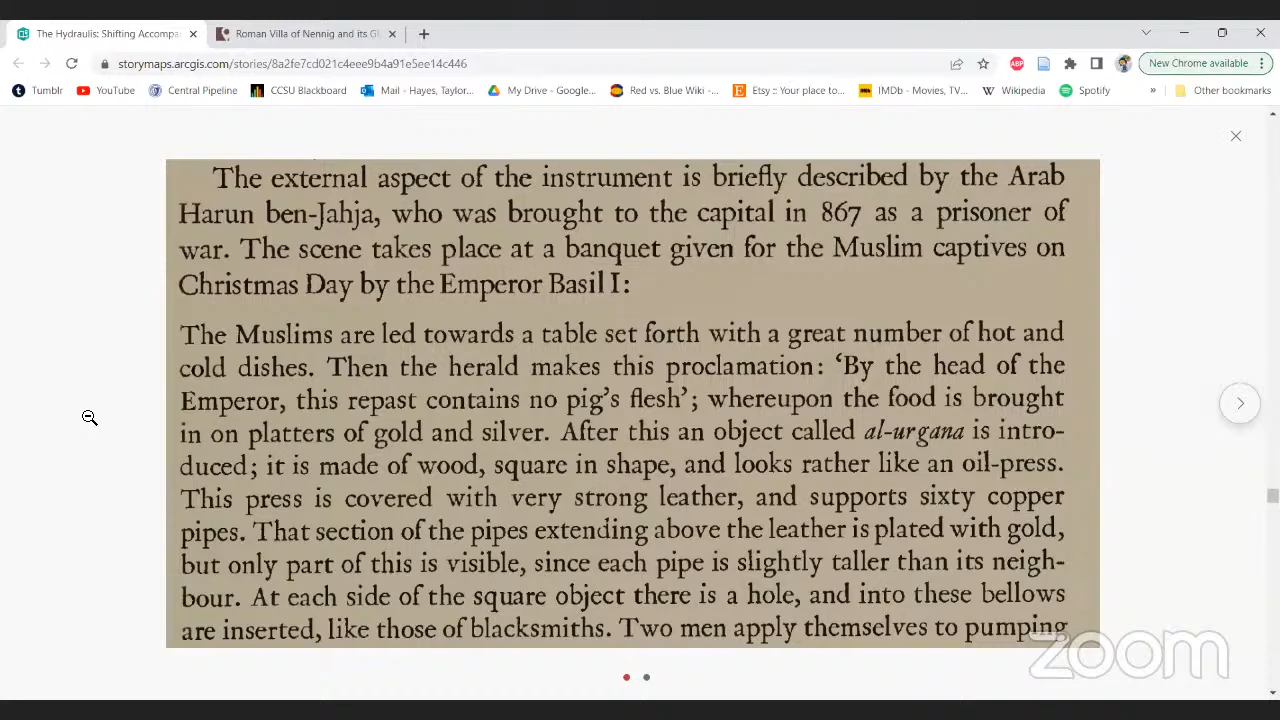 The Hydraulis: Shifting Accompa
Roman Villa of Nennig and its Gl
storymaps.arcgis.com/stories/8a2fe7cd021c4eee9b4a91e5ee14c446
New Chrome available
Tumblr YouTube Central Pipeline CCSU Blackboard Mail - Hayes, Taylor... My Drive - Google... Red vs. Blue Wiki -... Etsy :: Your place to... IMDb - Movies, TV... Wikipedia Spotify » Other bookmarks
The external aspect of the instrument is briefly described by the Arab
Harun ben-Jahja, who was brought to the capital in 867 as a prisoner of
war. The scene takes place at a banquet given for the Muslim captives on
Christmas Day by the Emperor Basil I:
The Muslims are led towards a table set forth with a great number of hot and
cold dishes. Then the herald makes this proclamation: ‘By the head of the
Emperor, this repast contains no pig’s flesh’; whereupon the food is brought
in on platters of gold and silver. After this an object called al-urgana is intro-
duced; it is made of wood, square in shape, and looks rather like an oil-press.
This press is covered with very strong leather, and supports sixty copper
pipes. That section of the pipes extending above the leather is plated with gold,
but only part of this is visible, since each pipe is slightly taller than its neigh-
bour. At each side of the square object there is a hole, and into these bellows
are inserted, like those of blacksmiths. Two men apply themselves to pumping
zoom